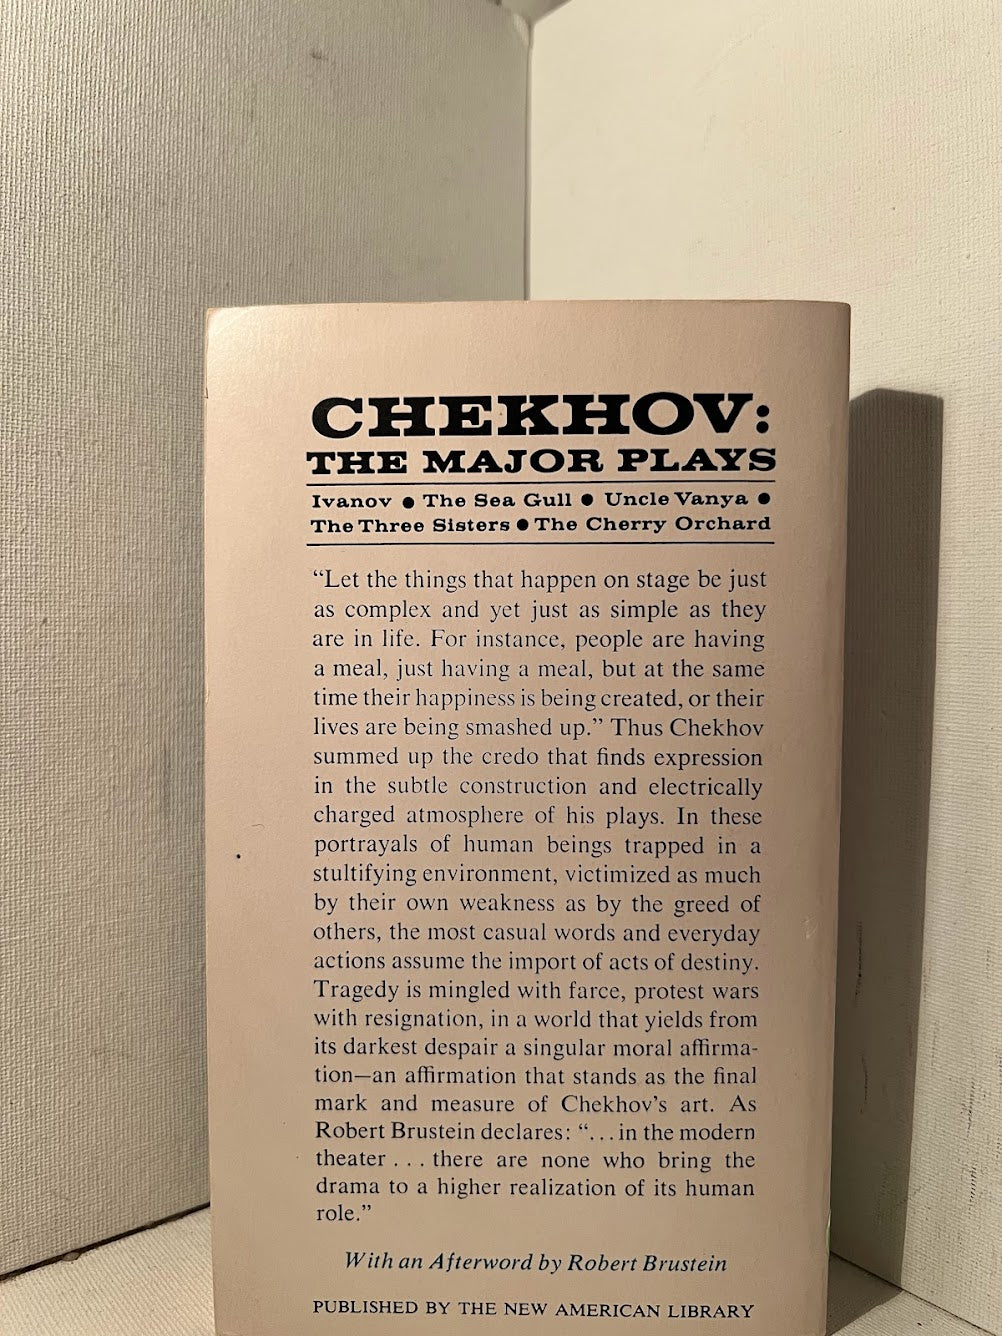 CHEKHOV:
THE MAJOR PLAYS
Ivanov ● The Sea Gull ● Uncle Vanya ●
The Three Sisters ● The Cherry Orchard
“Let the things that happen on stage be just
as complex and yet just as simple as they
are in life. For instance, people are having
a meal, just having a meal, but at the same
time their happiness is being created, or their
lives are being smashed up.” Thus Chekhov
summed up the credo that finds expression
in the subtle construction and electrically
charged atmosphere of his plays. In these
portrayals of human beings trapped in a
stultifying environment, victimized as much
by their own weakness as by the greed of
others, the most casual words and everyday
actions assume the import of acts of destiny.
Tragedy is mingled with farce, protest wars
with resignation, in a world that yields from
its darkest despair a singular moral affirma-
tion—an affirmation that stands as the final
mark and measure of Chekhov’s art. As
Robert Brustein declares: “. . . in the modern
theater . . . there are none who bring the
drama to a higher realization of its human
role.”
With an Afterword by Robert Brustein
PUBLISHED BY THE NEW AMERICAN LIBRARY